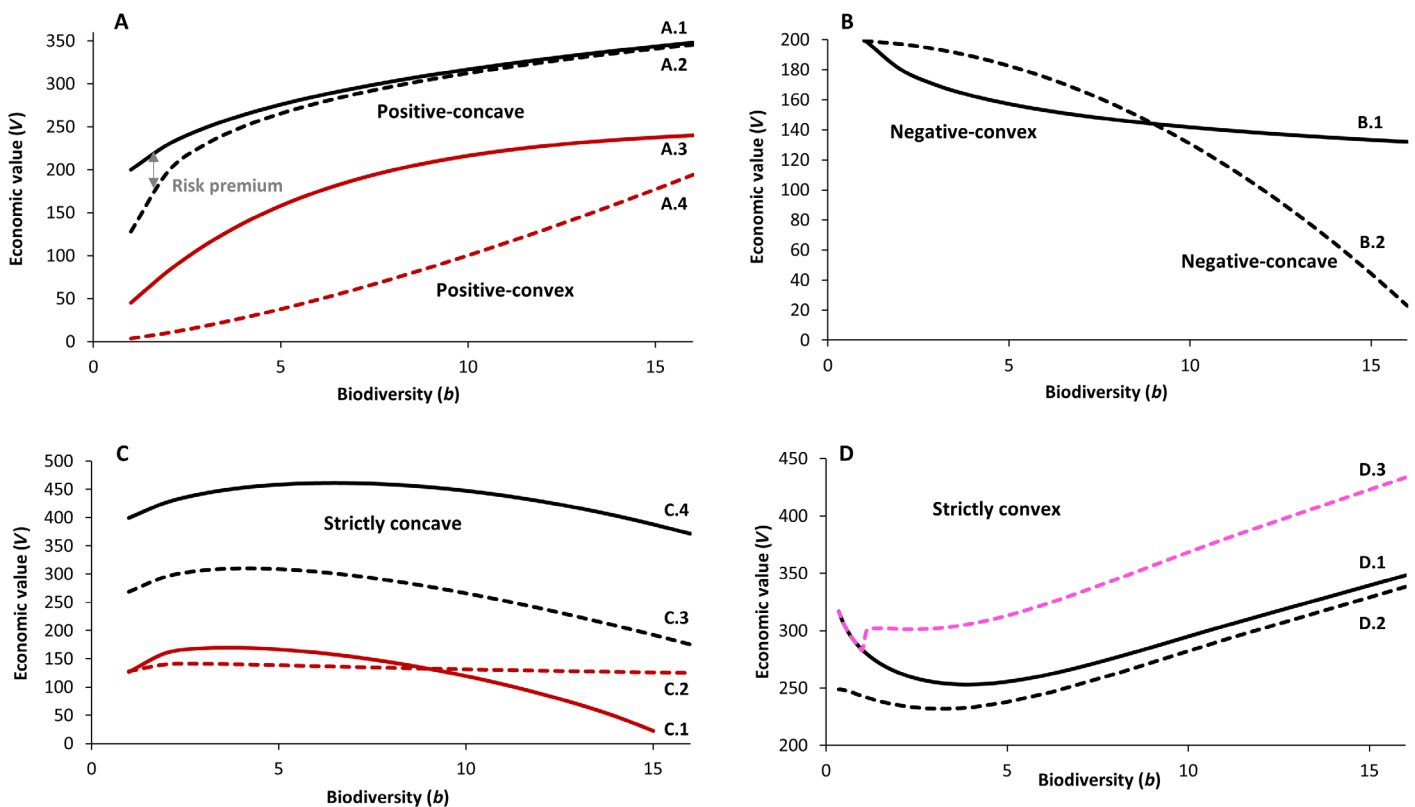 A
Economic value (V)
350
300
250
200
150
100
50
0
0
5
10
15
Biodiversity (b)
A.1
A.2
A.3
A.4
Positive-concave
Risk premium
Positive-convex
B
Economic value (V)
200
180
160
140
120
100
80
60
40
20
0
0
5
10
15
Biodiversity (b)
Negative-convex
B.1
B.2
Negative-concave
C
Economic value (V)
500
450
400
350
300
250
200
150
100
50
0
0
5
10
15
Biodiversity (b)
Strictly concave
C.4
C.3
C.2
C.1
D
Economic value (V)
450
400
350
300
250
200
0
5
10
15
Biodiversity (b)
Strictly convex
D.3
D.1
D.2